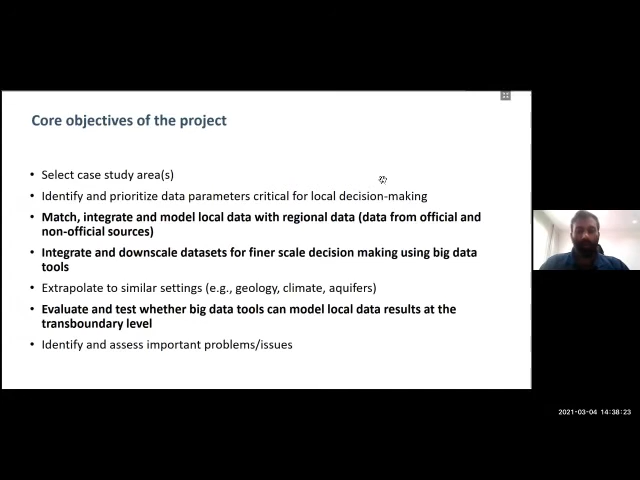 Core objectives of the project
• Select case study area(s)
• Identify and prioritize data parameters critical for local decision-making
• Match, integrate and model local data with regional data (data from official and
non-official sources)
• Integrate and downscale datasets for finer scale decision making using big data
tools
• Extrapolate to similar settings (e.g., geology, climate, aquifers)
• Evaluate and test whether big data tools can model local data results at the
transboundary level
• Identify and assess important problems/issues
2021-03-04 14:38:23